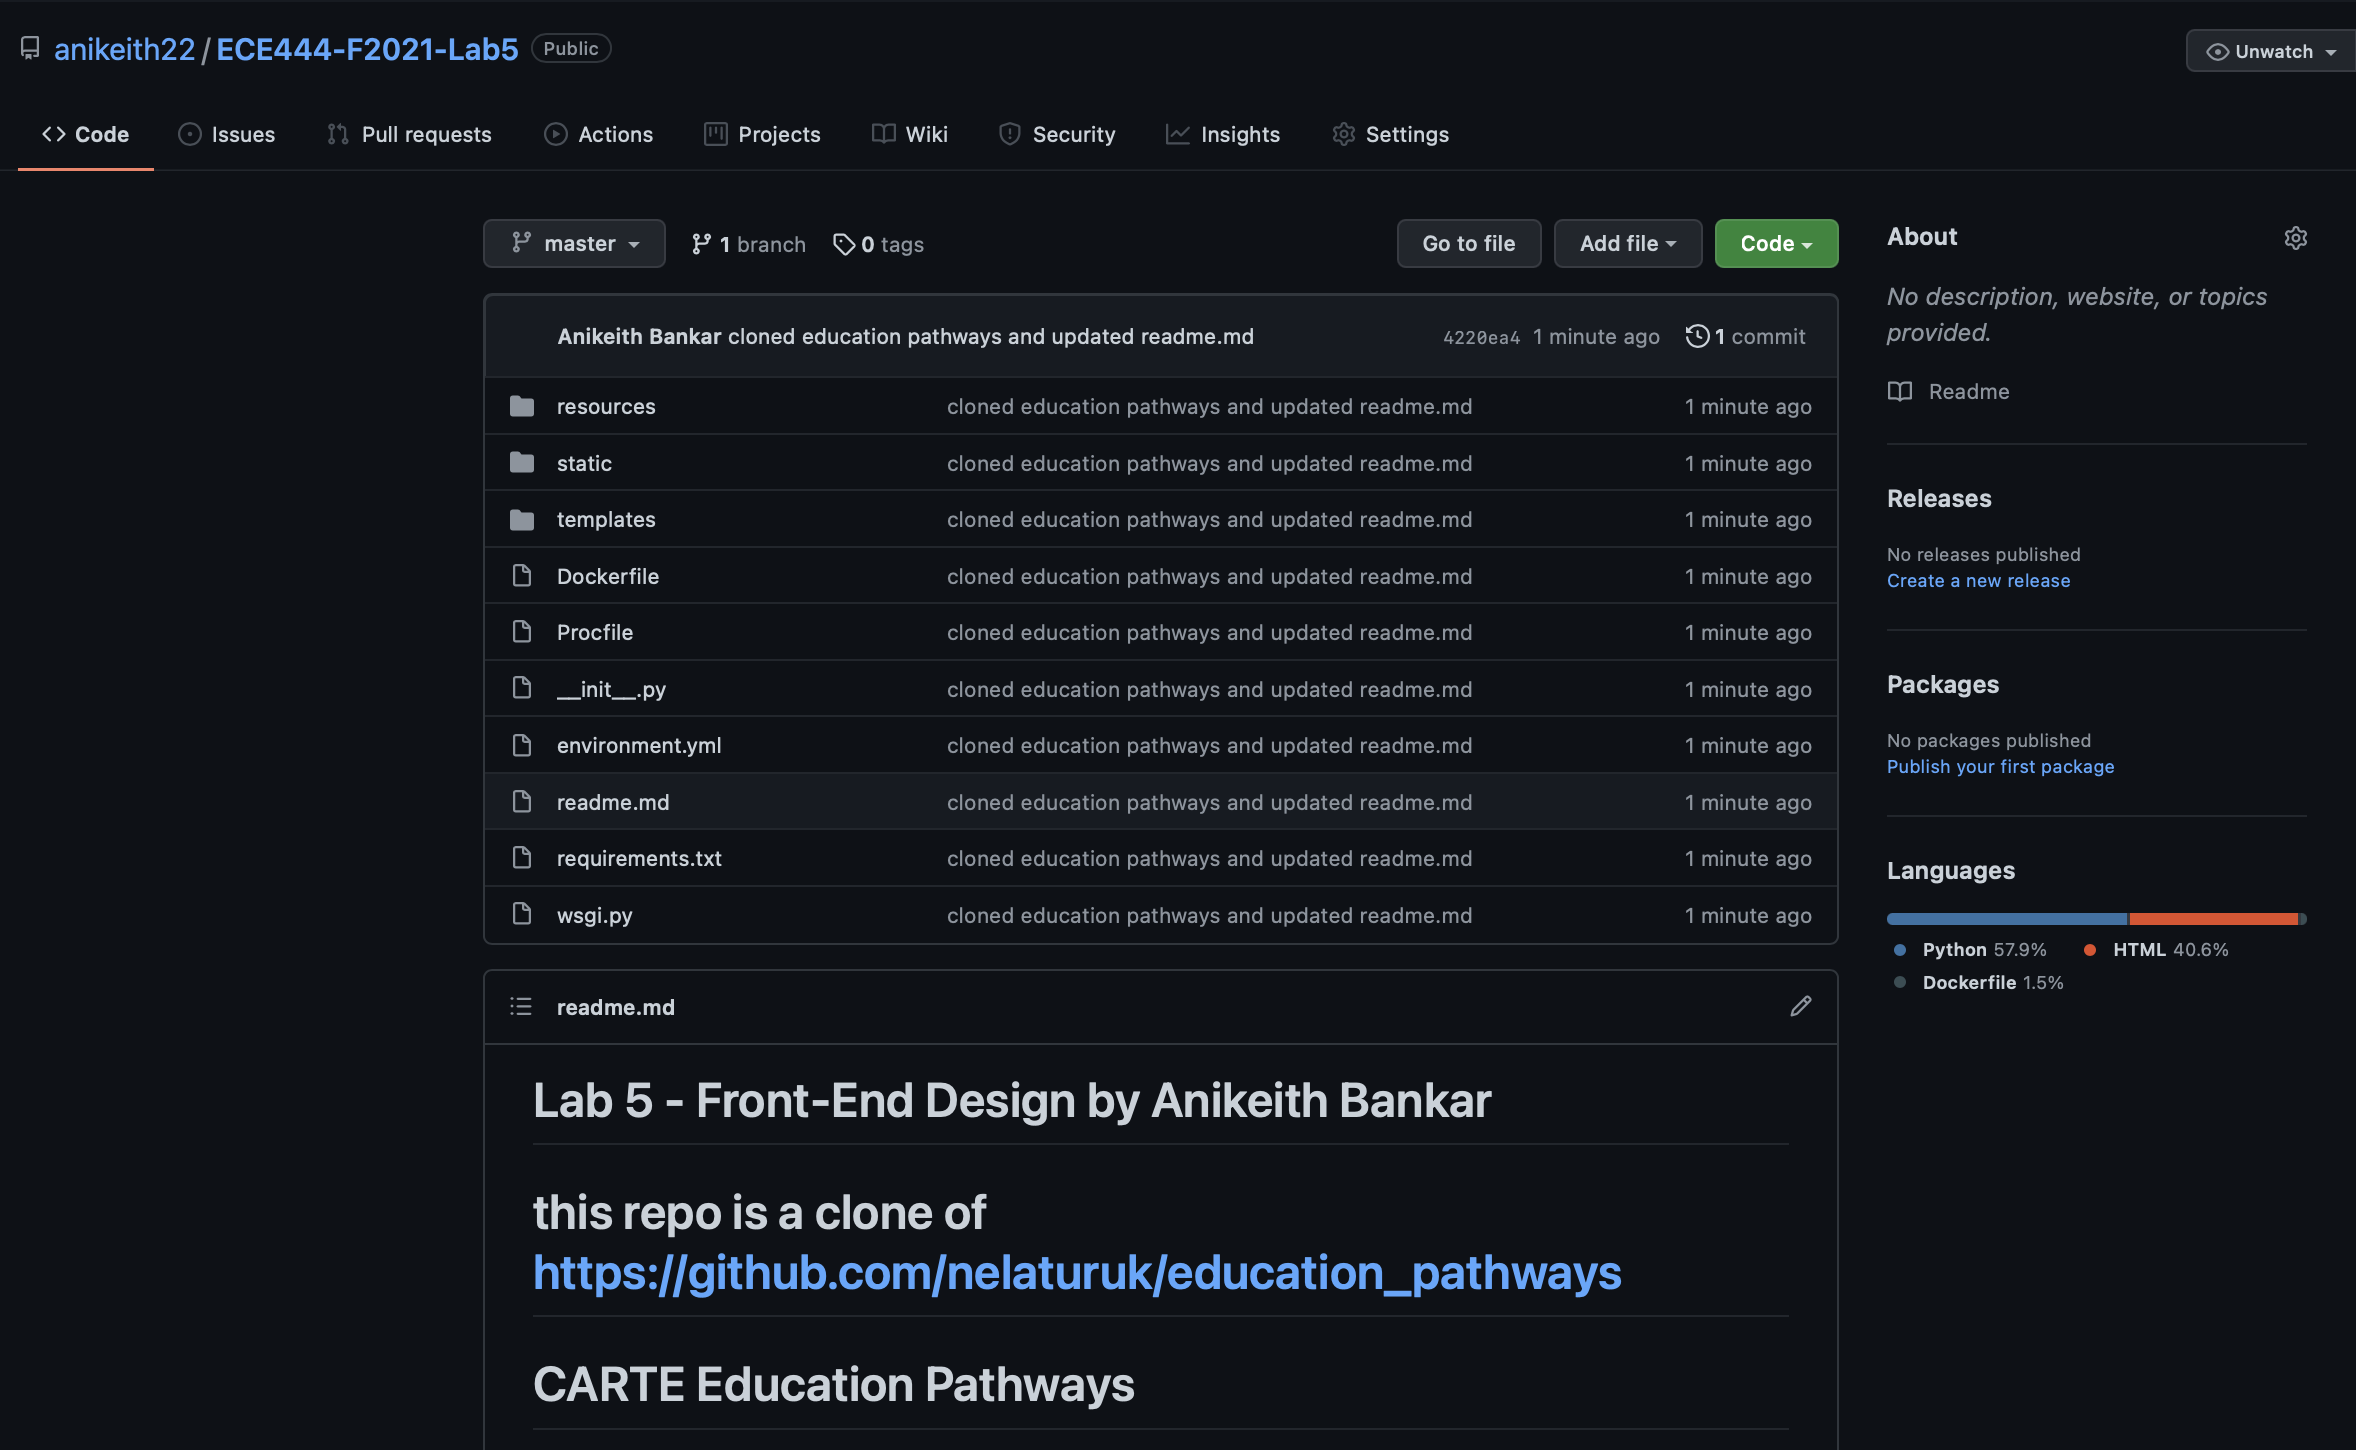 anikeith22 / ECE444-F2021-Lab5 Public
Unwatch
Code Issues Pull requests Actions Projects Wiki Security Insights Settings
master 1 branch 0 tags Go to file Add file Code
Anikeith Bankar cloned education pathways and updated readme.md 4220ea4 1 minute ago 1 commit
resources cloned education pathways and updated readme.md 1 minute ago
static cloned education pathways and updated readme.md 1 minute ago
templates cloned education pathways and updated readme.md 1 minute ago
Dockerfile cloned education pathways and updated readme.md 1 minute ago
Procfile cloned education pathways and updated readme.md 1 minute ago
__init__.py cloned education pathways and updated readme.md 1 minute ago
environment.yml cloned education pathways and updated readme.md 1 minute ago
readme.md cloned education pathways and updated readme.md 1 minute ago
requirements.txt cloned education pathways and updated readme.md 1 minute ago
wsgi.py cloned education pathways and updated readme.md 1 minute ago
readme.md
Lab 5 - Front-End Design by Anikeith Bankar
this repo is a clone of
https://github.com/nelaturuk/education_pathways
CARTE Education Pathways
About
No description, website, or topics
provided.
Readme
Releases
No releases published
Create a new release
Packages
No packages published
Publish your first package
Languages
Python 57.9% HTML 40.6%
Dockerfile 1.5%